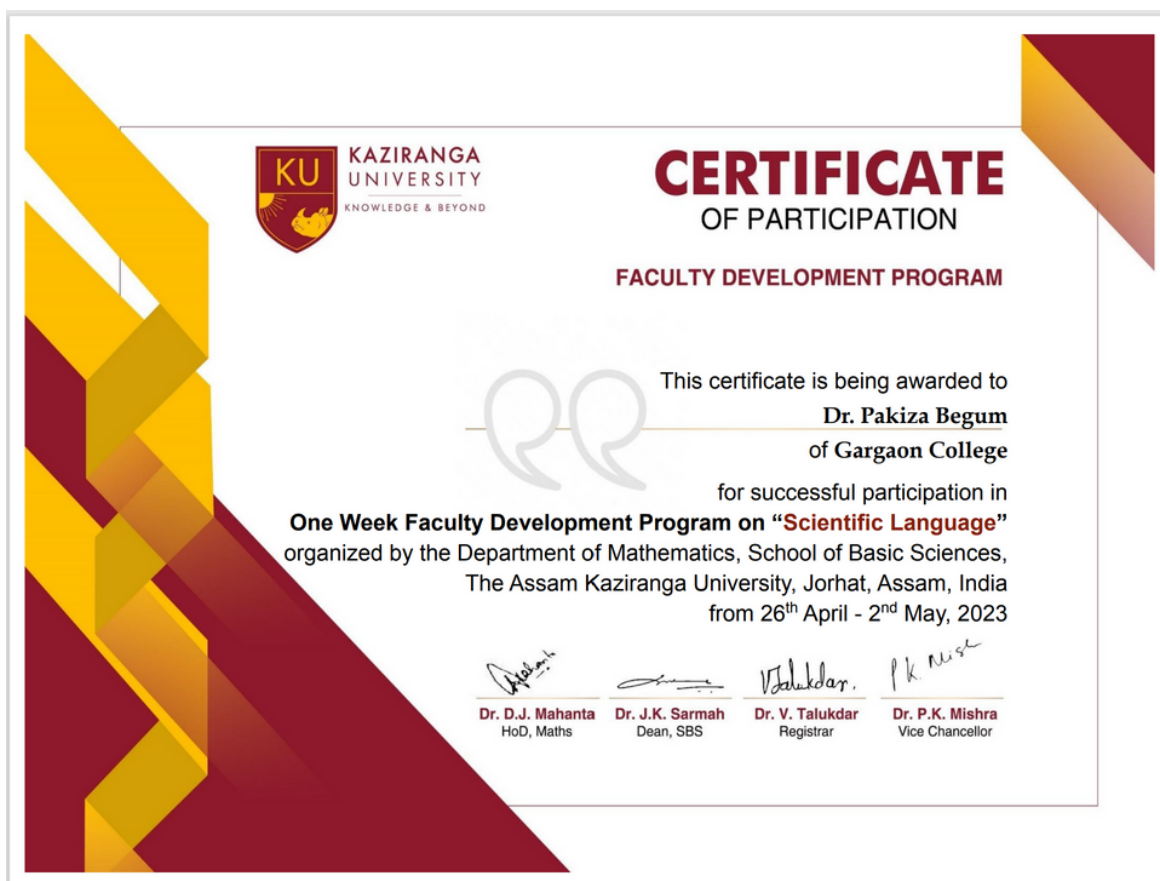 KU
KAZIRANGA
UNIVERSITY
KNOWLEDGE & BEYOND
CERTIFICATE
OF PARTICIPATION
FACULTY DEVELOPMENT PROGRAM
This certificate is being awarded to
Dr. Pakiza Begum
of Gargaon College
for successful participation in
One Week Faculty Development Program on “Scientific Language”
organized by the Department of Mathematics, School of Basic Sciences,
The Assam Kaziranga University, Jorhat, Assam, India
from 26th April - 2nd May, 2023
VTalukdar.
P.K. Mish
Dr. D.J. Mahanta
HoD, Maths
Dr. J.K. Sarmah
Dean, SBS
Dr. V. Talukdar
Registrar
Dr. P.K. Mishra
Vice Chancellor